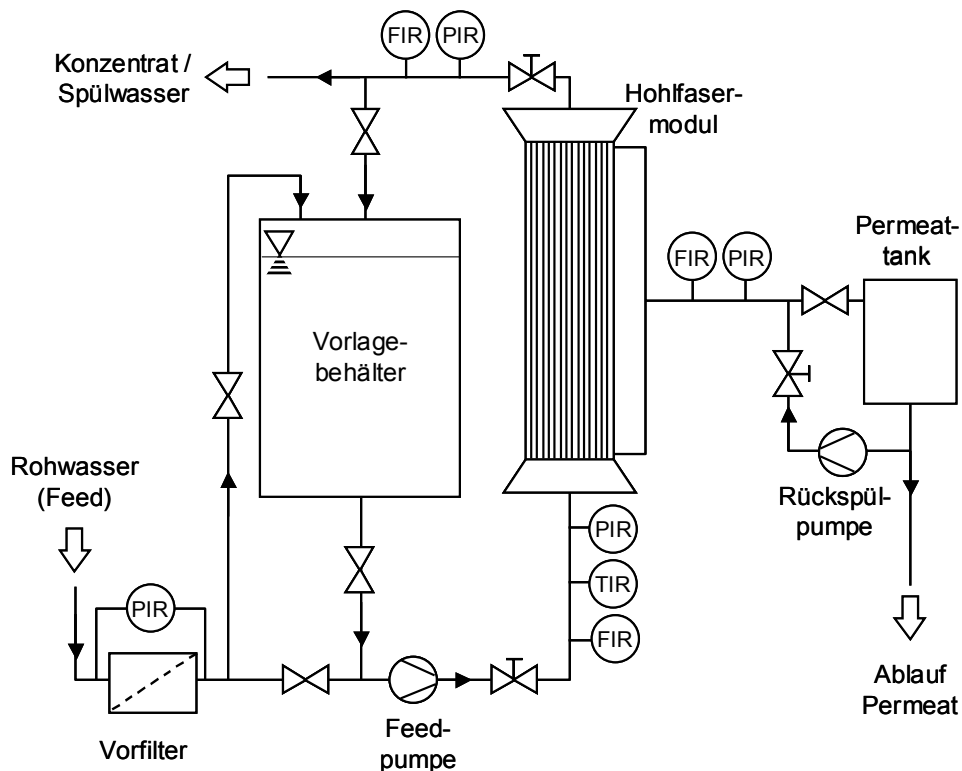 FIR
PIR
Konzentrat /
Spülwasser
Hohlfaser-
modul
Permeat-
tank
FIR
PIR
Vorlage-
behälter
Rohwasser
(Feed)
Rückspül-
pumpe
PIR
TIR
FIR
PIR
Ablauf
Permeat
Vorfilter
Feed-
pumpe